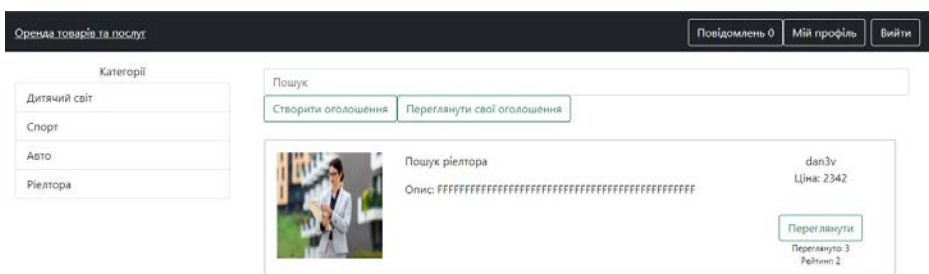 Оренда товарів та послуг
Повідомлень 0 Мій профіль Вийти
Категорії
Дитячий світ
Спорт
Авто
Ріелтора
Пошук
Створити оголошення Переглянути свої оголошення
Пошук ріелтора
Опис: FFFFFFFFFFFFFFFFFFFFFFFFFFFFFFFFFFFFFFFFFFFFFFFFF
dan3v
Ціна: 2342
Переглянути
Переглянуто: 3
Рейтинг: 2